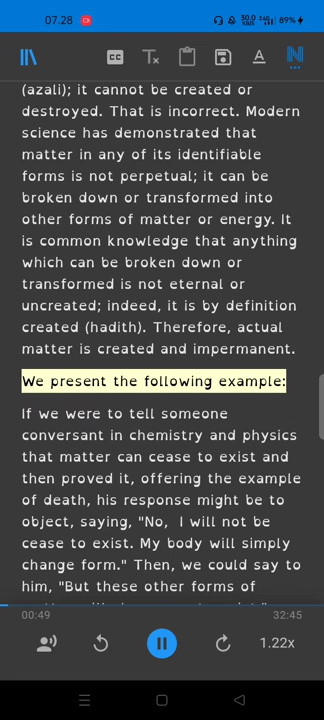 07.28
30.0
KB/S
89%
CC
T×
A
N
(azali); it cannot be created or
destroyed. That is incorrect. Modern
science has demonstrated that
matter in any of its identifiable
forms is not perpetual; it can be
broken down or transformed into
other forms of matter or energy. It
is common knowledge that anything
which can be broken down or
transformed is not eternal or
uncreated; indeed, it is by definition
created (hadith). Therefore, actual
matter is created and impermanent.
We present the following example:
If we were to tell someone
conversant in chemistry and physics
that matter can cease to exist and
then proved it, offering the example
of death, his response might be to
object, saying, "No,  I will not be
cease to exist. My body will simply
change form." Then, we could say to
him, "But these other forms of
00:49
32:45
1.22x